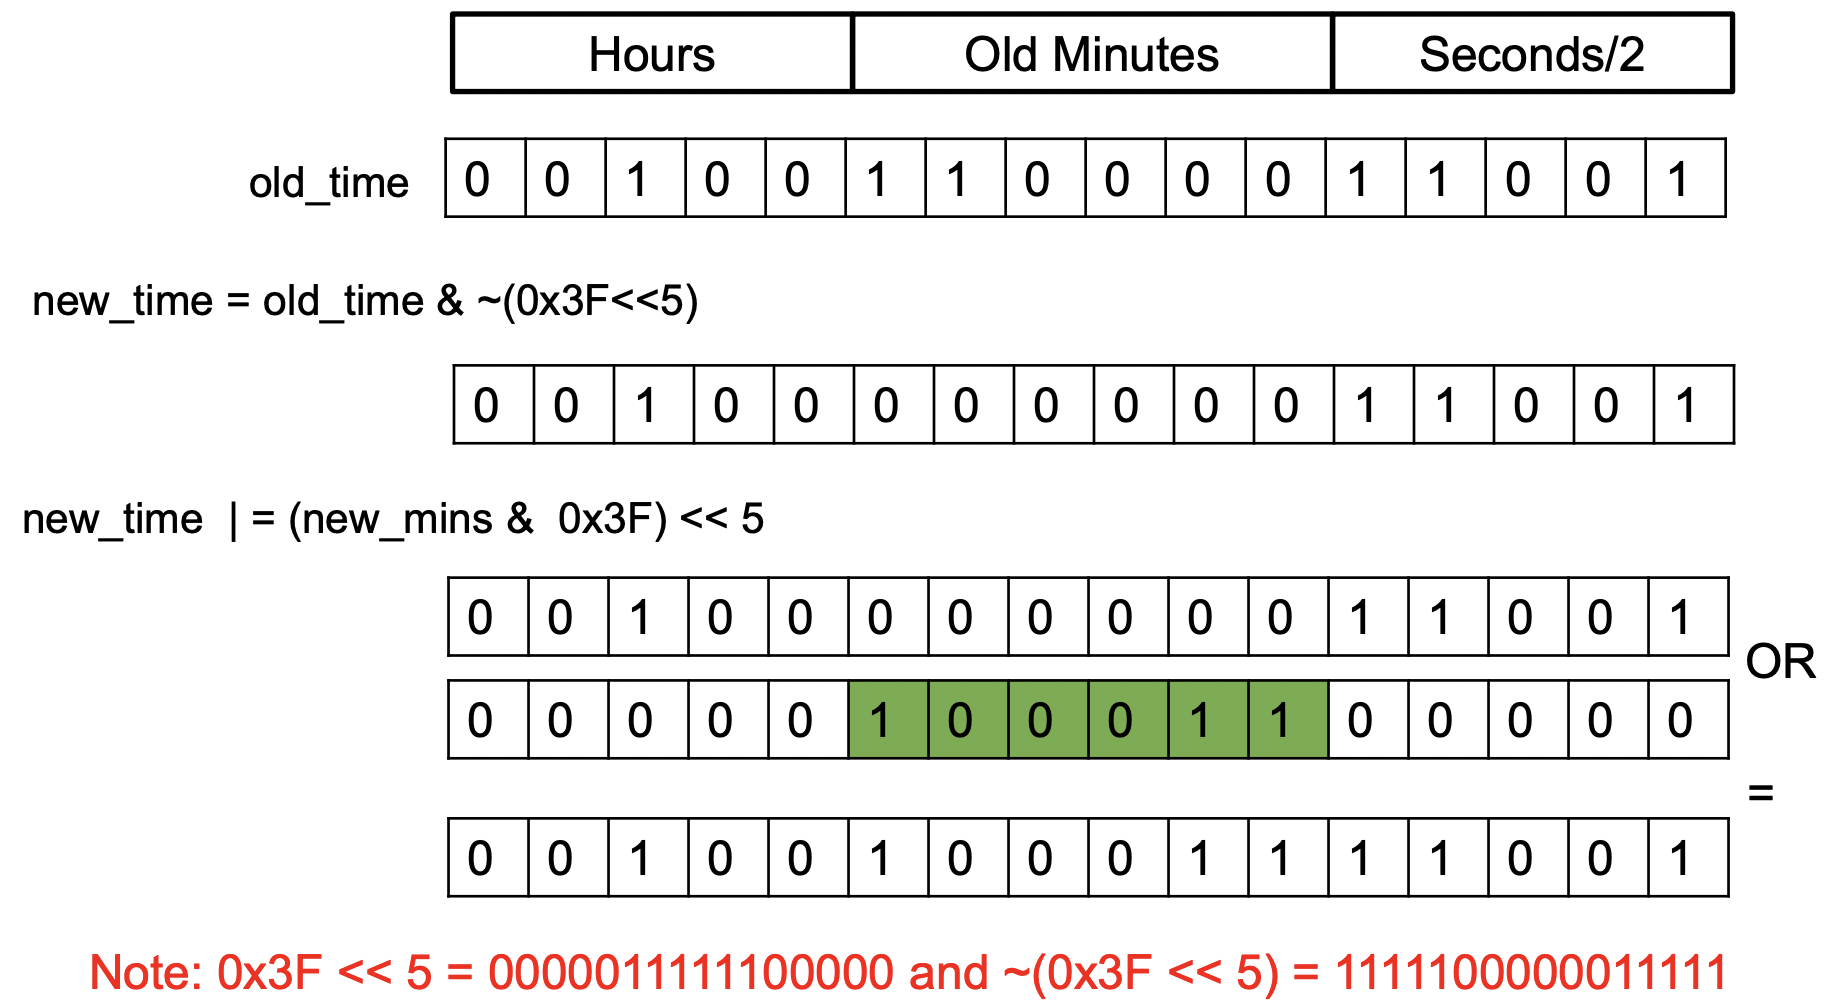 Hours Old Minutes Seconds/2
old_time 0 0 1 0 0 1 1 0 0 0 0 1 1 0 0 1
new_time = old_time & ~(0x3F<<5)
0 0 1 0 0 0 0 0 0 0 0 1 1 0 0 1
new_time | = (new_mins & 0x3F) << 5
0 0 1 0 0 0 0 0 0 0 0 1 1 0 0 1
OR
0 0 0 0 0 1 0 0 0 1 1 0 0 0 0 0
=
0 0 1 0 0 1 0 0 0 1 1 1 1 0 0 1
Note: 0x3F << 5 = 0000011111100000 and ~(0x3F << 5) = 1111100000011111